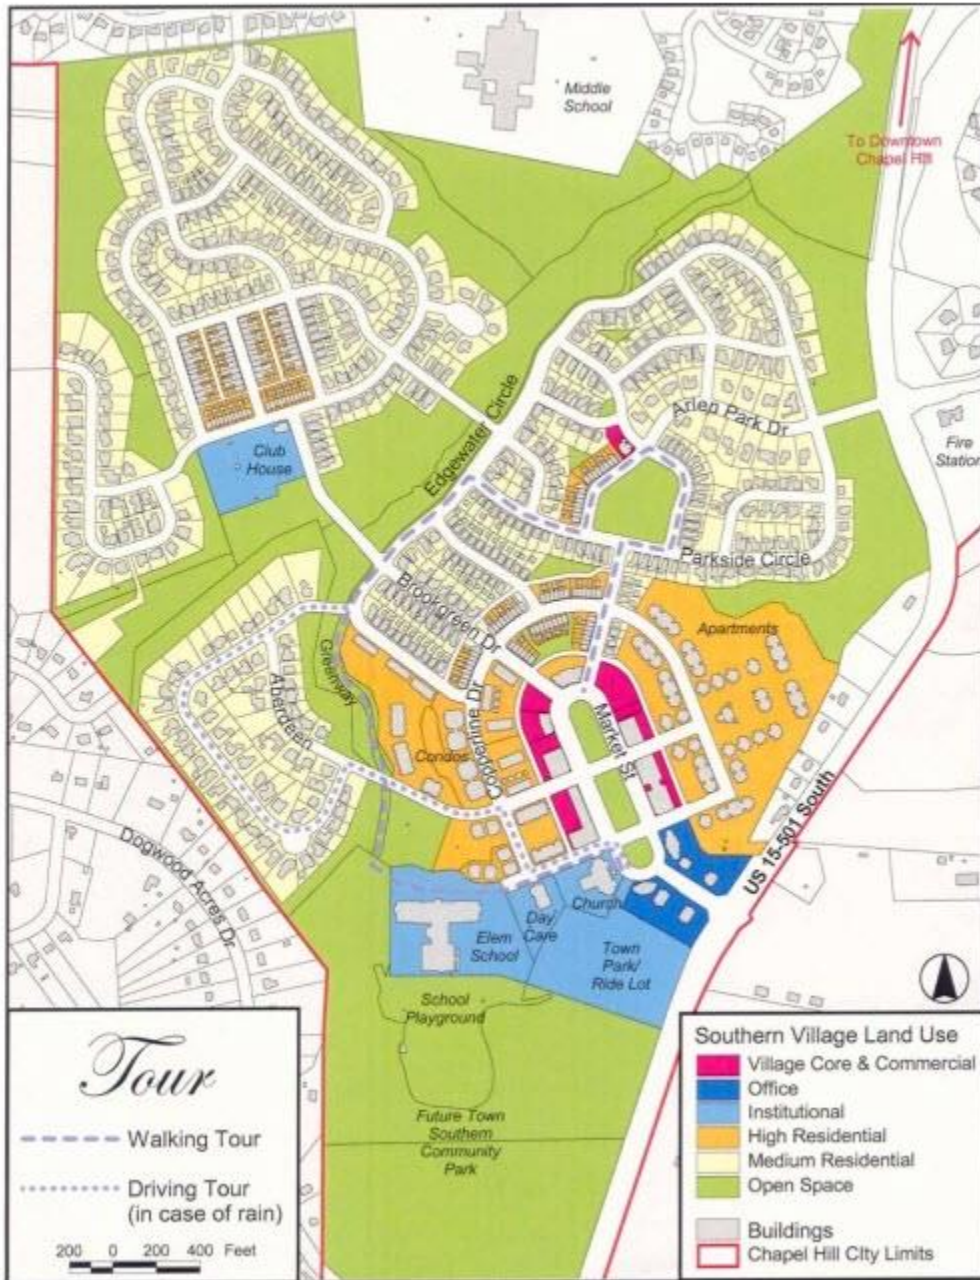 Middle
School
To Downtown
Chapel Hill
Edgewater Circle
Arlen Park Dr
Fire
Station
Club
House
Parkside Circle
Brookgreen Dr
Apartments
Greenway
Aberdeen
Copperline Dr
Market St
Condos
Dogwood Acres Dr
US 15-501 South
Church
Day
Care
Elem
School
Town
Park/
Ride Lot
School
Playground
Future Town
Southern
Community
Park
Tour
Walking Tour
Driving Tour
(in case of rain)
200 0 200 400 Feet
Southern Village Land Use
Village Core & Commercial
Office
Institutional
High Residential
Medium Residential
Open Space
Buildings
Chapel Hill City Limits